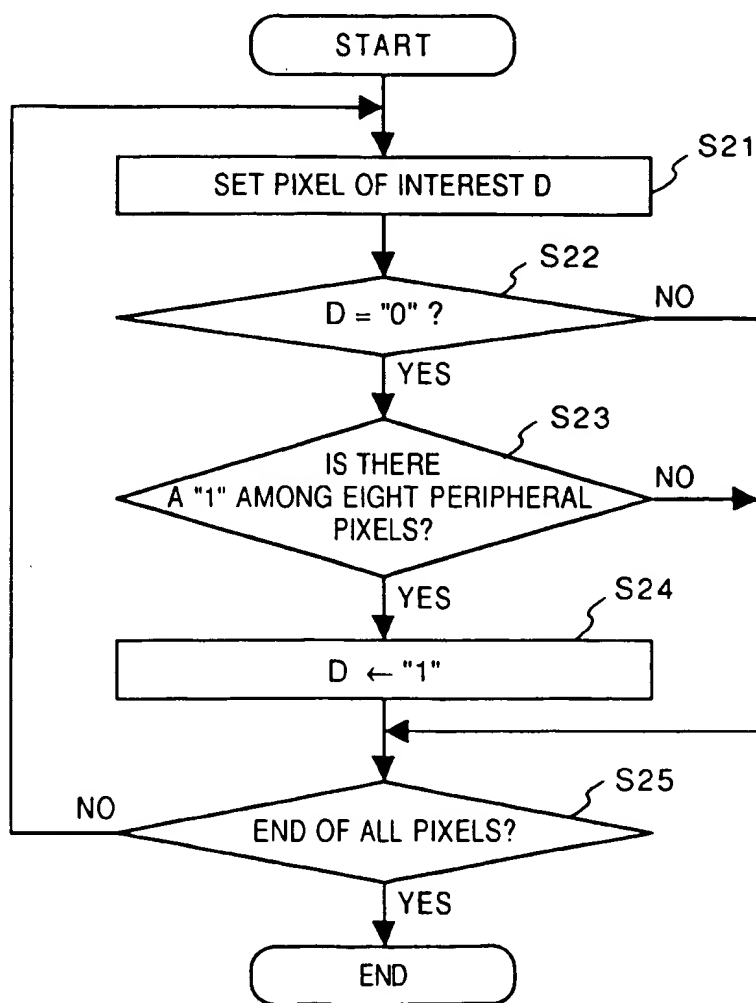 START
S21
SET PIXEL OF INTEREST D
S22
D = "0" ?
NO
YES
S23
IS THERE
A "1" AMONG EIGHT PERIPHERAL
PIXELS?
NO
YES
S24
D ← "1"
S25
NO
END OF ALL PIXELS?
YES
END